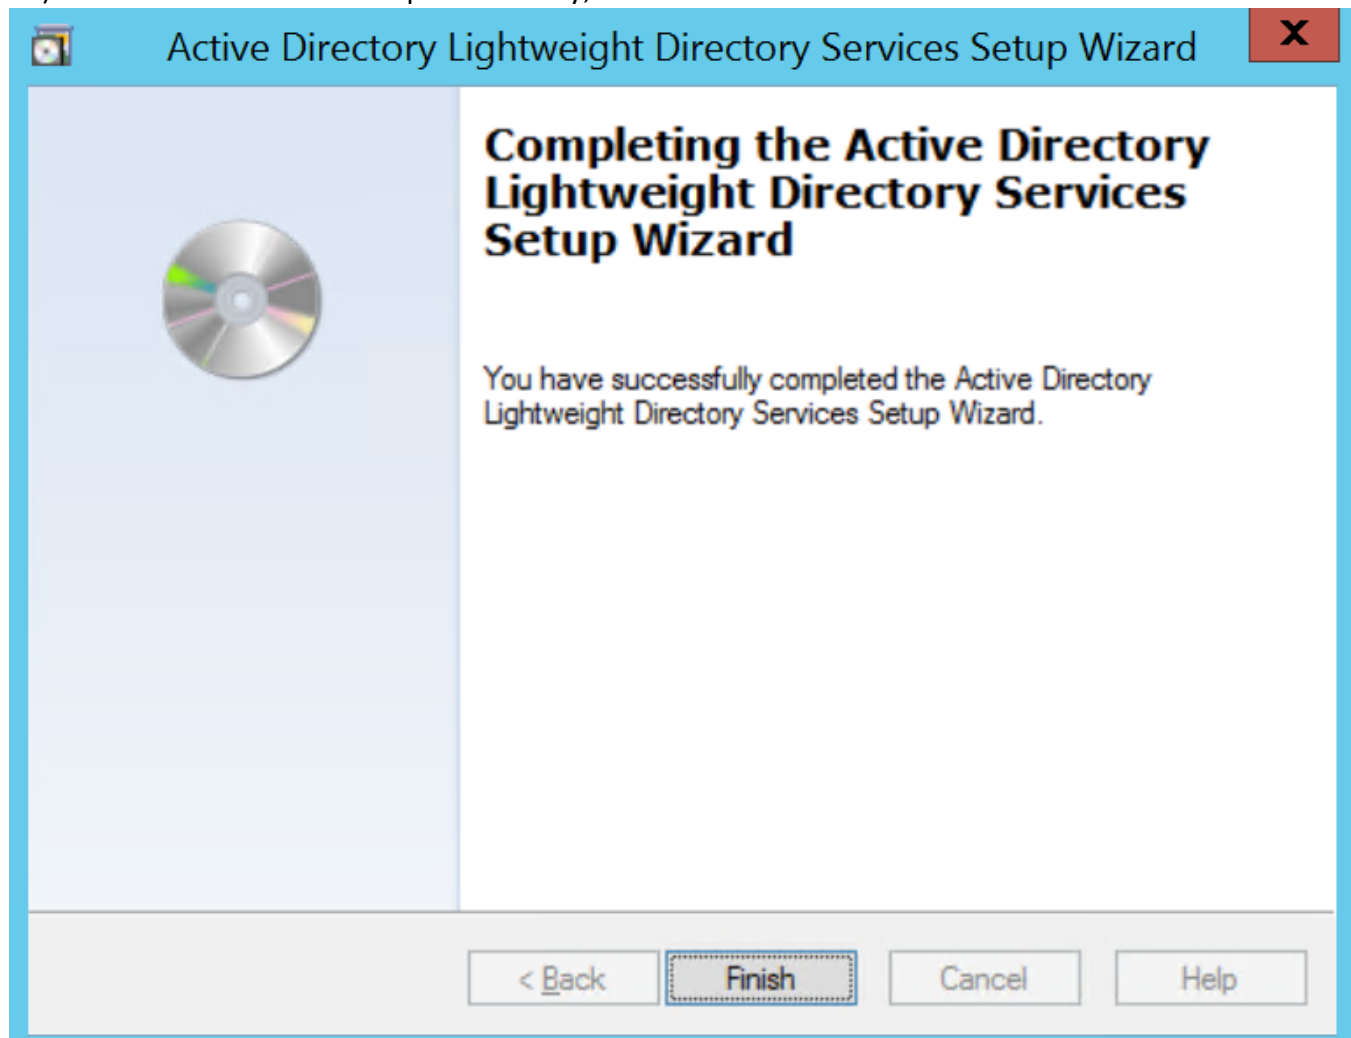 Active Directory Lightweight Directory Services Setup Wizard
X
Completing the Active Directory
Lightweight Directory Services
Setup Wizard
You have successfully completed the Active Directory
Lightweight Directory Services Setup Wizard.
< Back
Finish
Cancel
Help